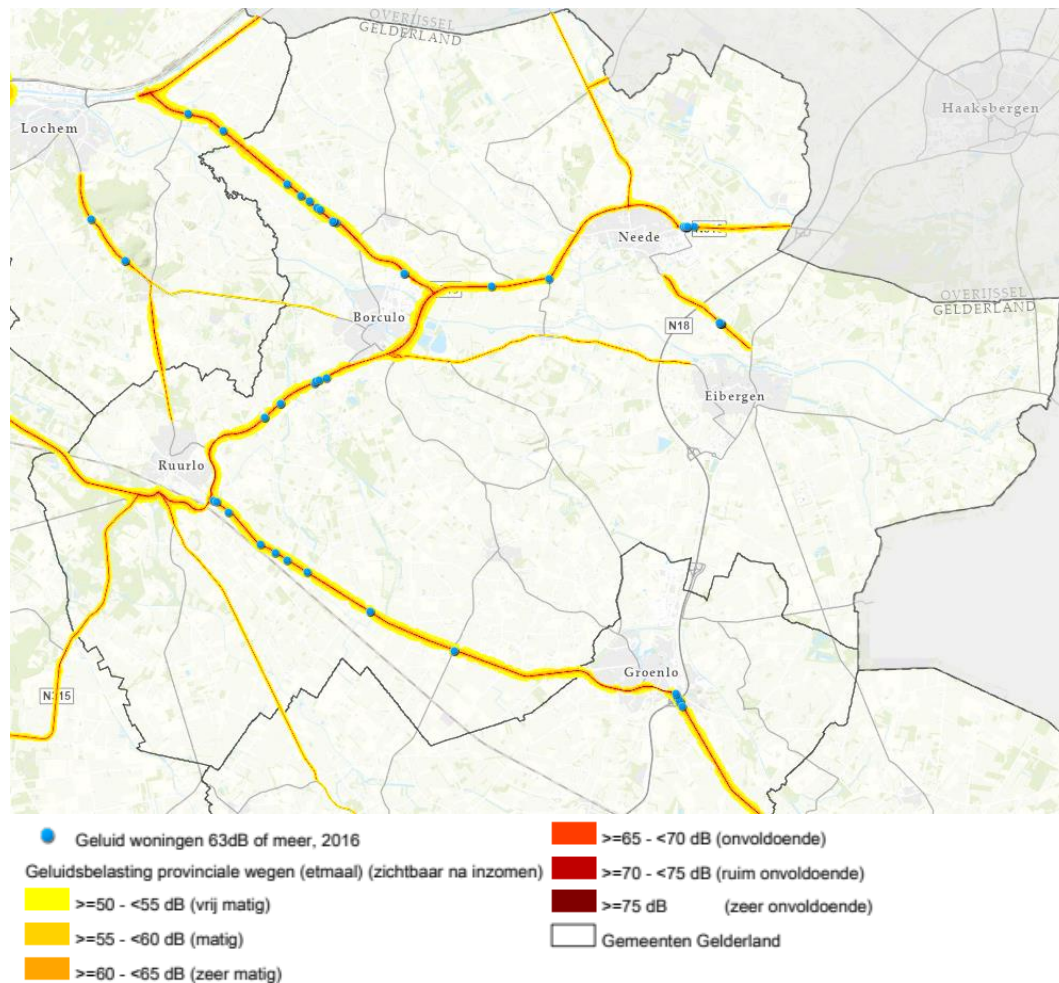 OVERIJSSEL
GELDERLAND
Haaksbergen
Lochem
Neede
OVERIJSSEL
GELDERLAND
Borculo
N18
Eibergen
Ruurlo
Groenlo
N315
Geluid woningen 63dB of meer, 2016
Geluidsbelasting provinciale wegen (etmaal) (zichtbaar na inzomen)
>=50 - <55 dB (vrij matig)
>=55 - <60 dB (matig)
>=60 - <65 dB (zeer matig)
>=65 - <70 dB (onvoldoende)
>=70 - <75 dB (ruim onvoldoende)
>=75 dB (zeer onvoldoende)
Gemeenten Gelderland